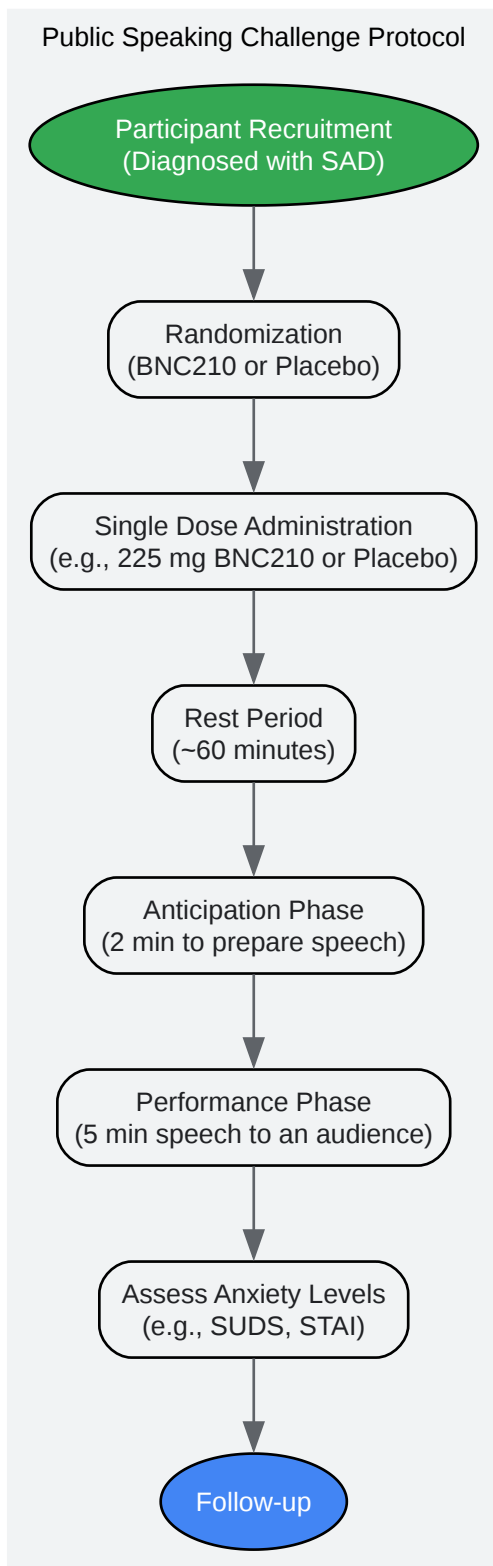 Public Speaking Challenge Protocol
Participant Recruitment
(Diagnosed with SAD)
Randomization
(BNC210 or Placebo)
Single Dose Administration
(e.g., 225 mg BNC210 or Placebo)
Rest Period
(~60 minutes)
Anticipation Phase
(2 min to prepare speech)
Performance Phase
(5 min speech to an audience)
Assess Anxiety Levels
(e.g., SUDS, STAI)
Follow-up